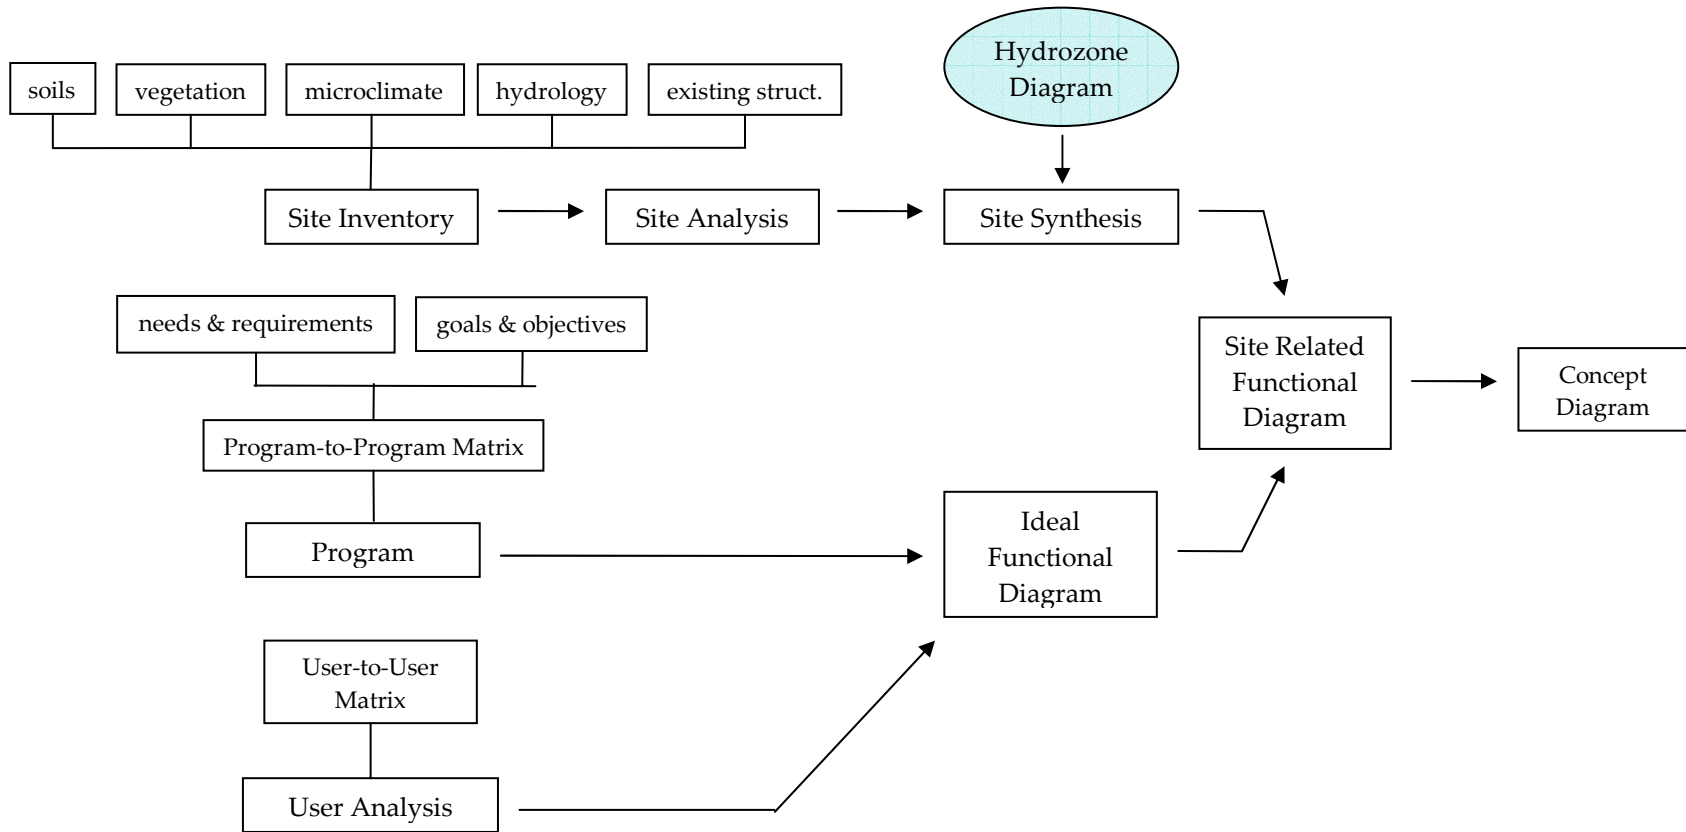 Hydrozone
Diagram
soils
vegetation
microclimate
hydrology
existing struct.
Site Inventory
Site Analysis
Site Synthesis
needs & requirements
goals & objectives
Site Related
Functional
Diagram
Concept
Diagram
Program-to-Program Matrix
Program
Ideal
Functional
Diagram
User-to-User
Matrix
User Analysis